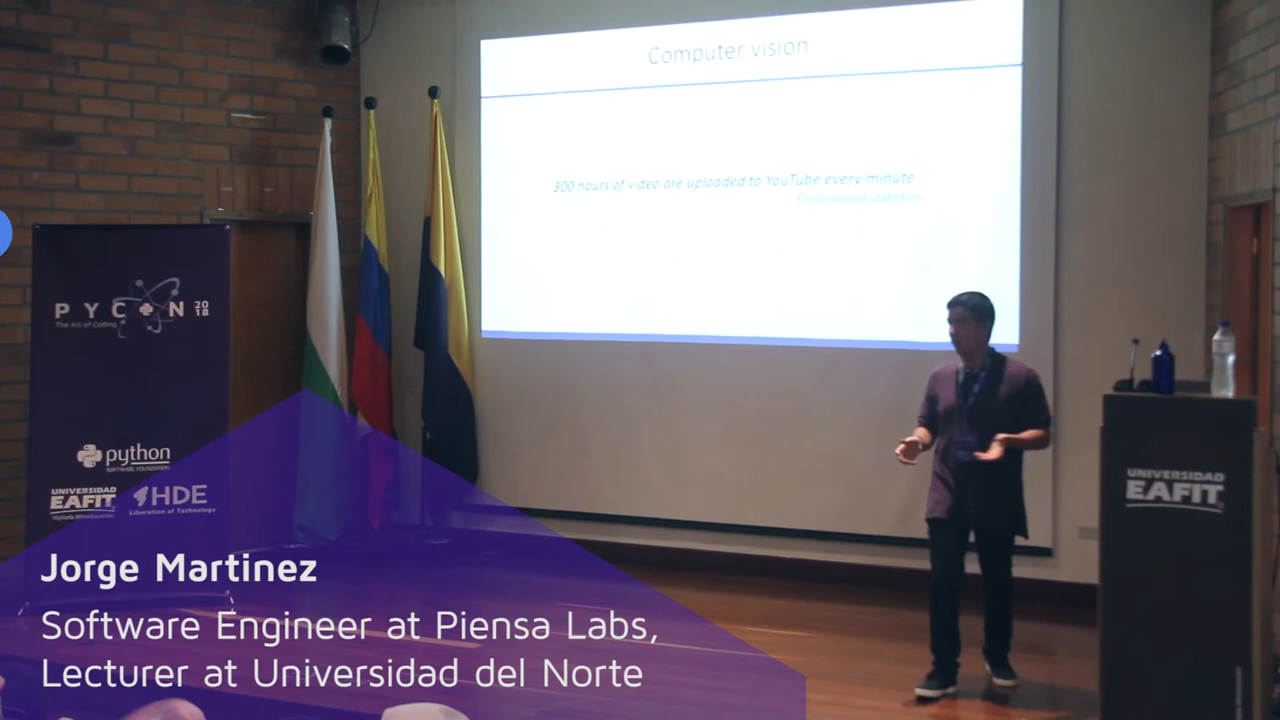 Computer vision
300 hours of video are uploaded to YouTube every minute
PYCON 2018
The Art of Coding
python
SOFTWARE FOUNDATION
UNIVERSIDAD
EAFIT
HDE
Liberation of Technology
UNIVERSIDAD
EAFIT
Jorge Martinez
Software Engineer at Piensa Labs,
Lecturer at Universidad del Norte